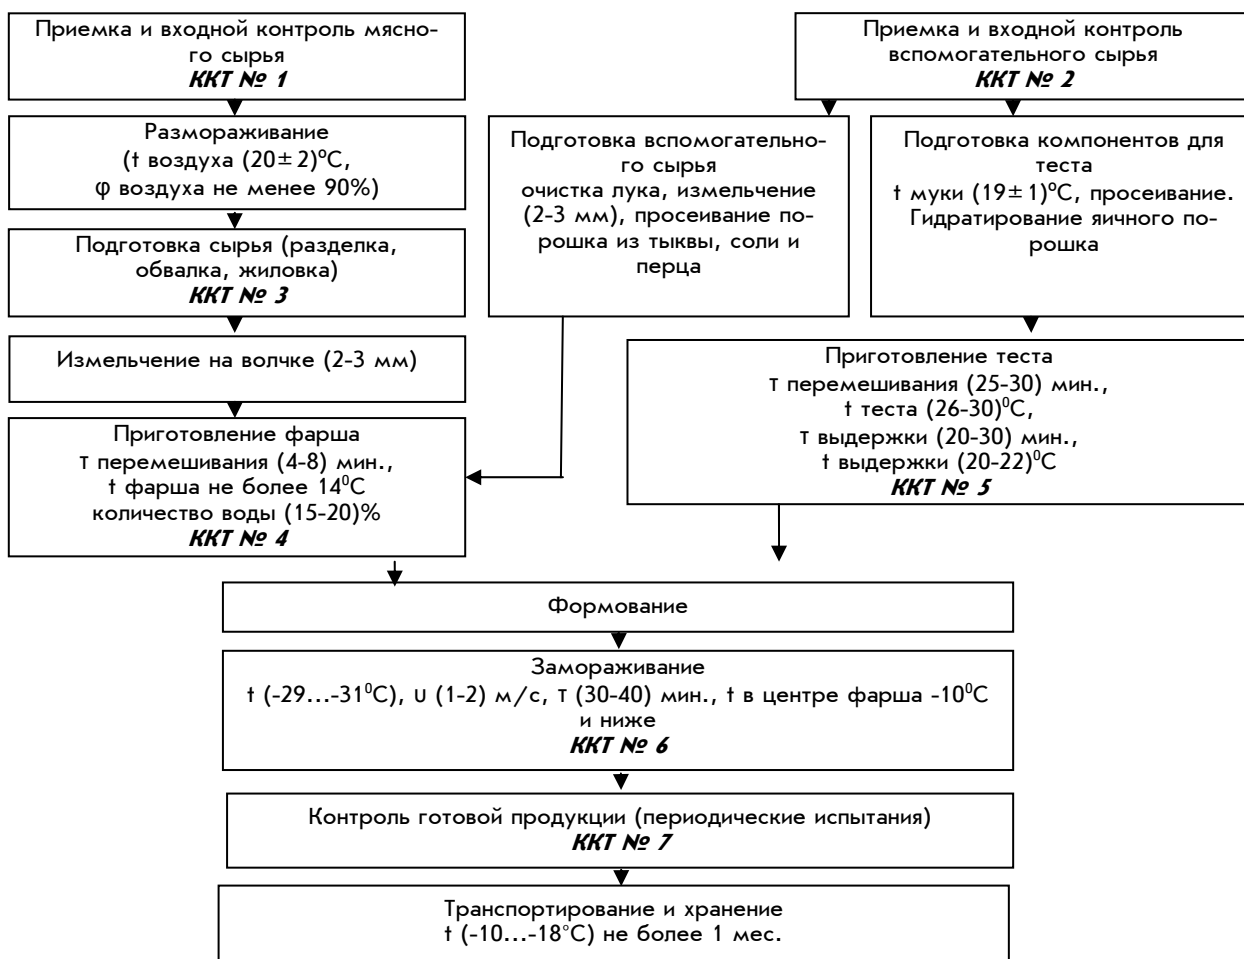 Приемка и входной контроль мясно-
го сырья
ККТ № 1
Приемка и входной контроль
вспомогательного сырья
ККТ № 2
Размораживание
(t воздуха (20±2)⁰С,
φ воздуха не менее 90%)
Подготовка вспомогательно-
го сырья
очистка лука, измельчение
(2-3 мм), просеивание по-
рошка из тыквы, соли и
перца
Подготовка компонентов для
теста
t муки (19±1)⁰С, просеивание.
Гидратирование яичного по-
рошка
Подготовка сырья (разделка,
обвалка, жиловка)
ККТ № 3
Измельчение на волчке (2-3 мм)
Приготовление теста
τ перемешивания (25-30) мин.,
t теста (26-30)⁰С,
τ выдержки (20-30) мин.,
t выдержки (20-22)⁰С
ККТ № 5
Приготовление фарша
τ перемешивания (4-8) мин.,
t фарша не более 14⁰С
количество воды (15-20)%
ККТ № 4
Формование
Замораживание
t (-29...-31⁰С), υ (1-2) м/с, τ (30-40) мин., t в центре фарша -10⁰С
и ниже
ККТ № 6
Контроль готовой продукции (периодические испытания)
ККТ № 7
Транспортирование и хранение
t (-10...-18°С) не более 1 мес.